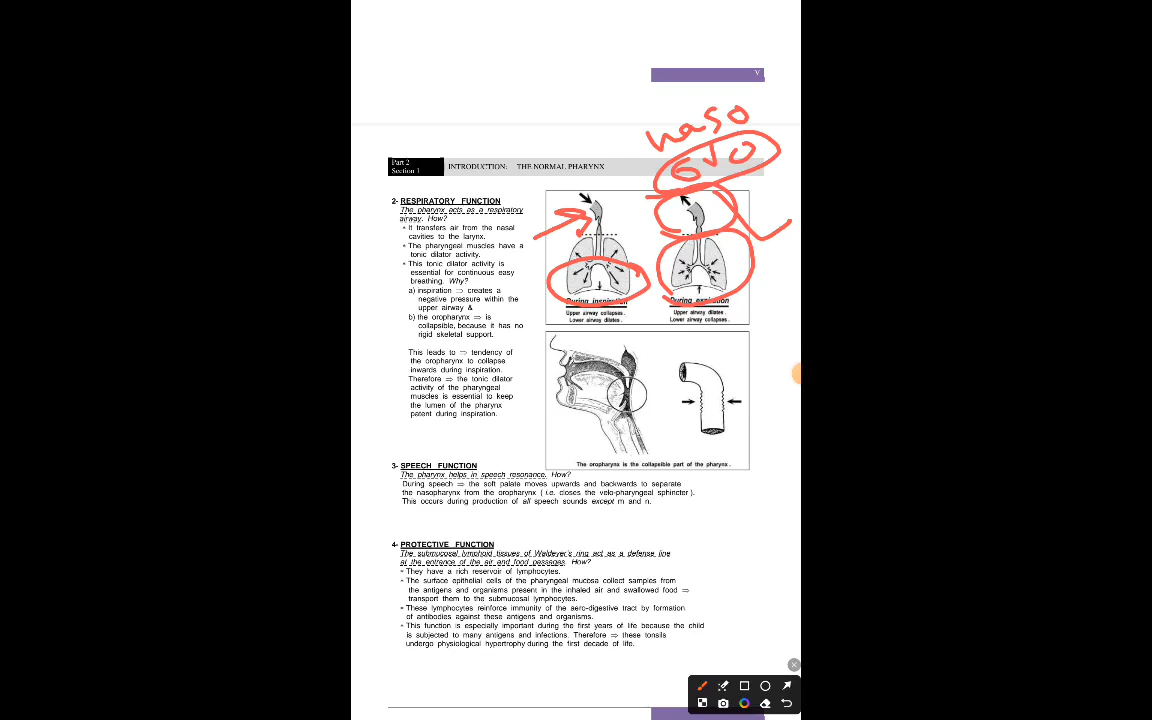 V
naso
oro
Part 2
Section 1
INTRODUCTION: THE NORMAL PHARYNX
2- RESPIRATORY FUNCTION
The pharynx acts as a respiratory
airway. How?
* It transfers air from the nasal
cavities to the larynx.
* The pharyngeal muscles have a
tonic dilator activity.
* This tonic dilator activity is
essential for continuous easy
breathing. Why?
a) inspiration ⇒ creates a
negative pressure within the
upper airway &
b) the oropharynx ⇒ is
collapsible, because it has no
rigid skeletal support.
This leads to ⇒ tendency of
the oropharynx to collapse
inwards during inspiration.
Therefore ⇒ the tonic dilator
activity of the pharyngeal
muscles is essential to keep
the lumen of the pharynx
patent during inspiration.
During inspiration
Upper airway collapses.
Lower airway dilates.
During expiration
Upper airway dilates.
Lower airway collapses.
The oropharynx is the collapsible part of the pharynx.
3- SPEECH FUNCTION
The pharynx helps in speech resonance. How?
During speech ⇒ the soft palate moves upwards and backwards to separate
the nasopharynx from the oropharynx ( i.e. closes the velo-pharyngeal sphincter ).
This occurs during production of all speech sounds except m and n.
4- PROTECTIVE FUNCTION
The submucosal lymphoid tissues of Waldeyer's ring act as a defense line
at the entrance of the air and food passages. How?
* They have a rich reservoir of lymphocytes.
* The surface epithelial cells of the pharyngeal mucosa collect samples from
the antigens and organisms present in the inhaled air and swallowed food ⇒
transport them to the submucosal lymphocytes.
* These lymphocytes reinforce immunity of the aero-digestive tract by formation
of antibodies against these antigens and organisms.
* This function is especially important during the first years of life because the child
is subjected to many antigens and infections. Therefore ⇒ these tonsils
undergo physiological hypertrophy during the first decade of life.